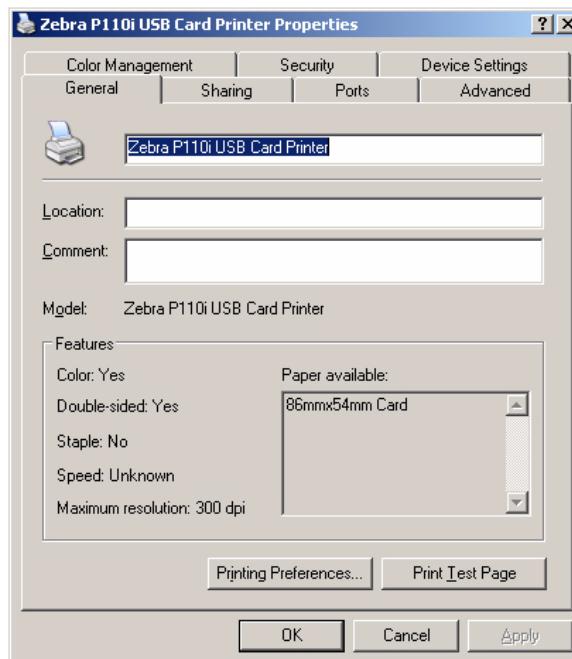 Zebra P110i USB Card Printer Properties
Color Management Security Device Settings
General Sharing Ports Advanced
Zebra P110i USB Card Printer
Location:
Comment:
Model: Zebra P110i USB Card Printer
Features
Color: Yes Paper available:
Double-sided: Yes 86mmx54mm Card
Staple: No
Speed: Unknown
Maximum resolution: 300 dpi
Printing Preferences... Print Test Page
OK Cancel Apply